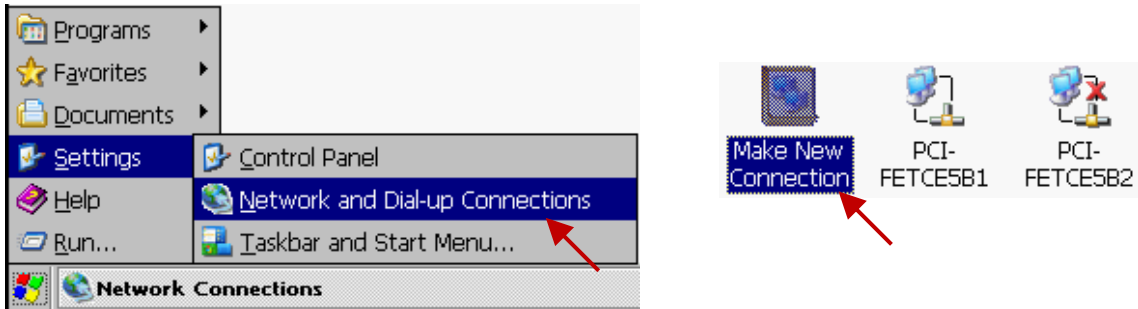 Programs
Favorites
Documents
Settings
Control Panel
Help
Network and Dial-up Connections
Run...
Taskbar and Start Menu...
Network Connections
Make New
Connection
PCI-
FETCE5B1
PCI-
FETCE5B2